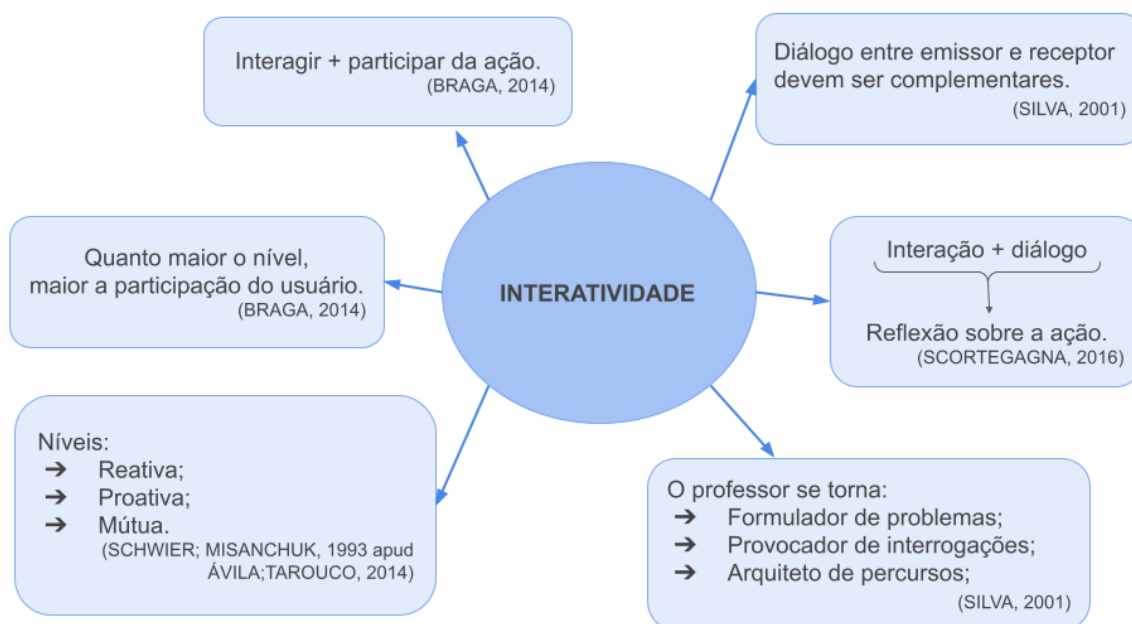 Interagir + participar da ação.
(BRAGA, 2014)
Diálogo entre emissor e receptor
devem ser complementares.
(SILVA, 2001)
Quanto maior o nível,
maior a participação do usuário.
(BRAGA, 2014)
INTERATIVIDADE
Interação + diálogo
Reflexão sobre a ação.
(SCORTEGAGNA, 2016)
Níveis:
➔ Reativa;
➔ Proativa;
➔ Mútua.
(SCHWIER; MISANCHUK, 1993 apud
ÁVILA;TAROUCO, 2014)
O professor se torna:
➔ Formulador de problemas;
➔ Provocador de interrogações;
➔ Arquiteto de percursos;
(SILVA, 2001)